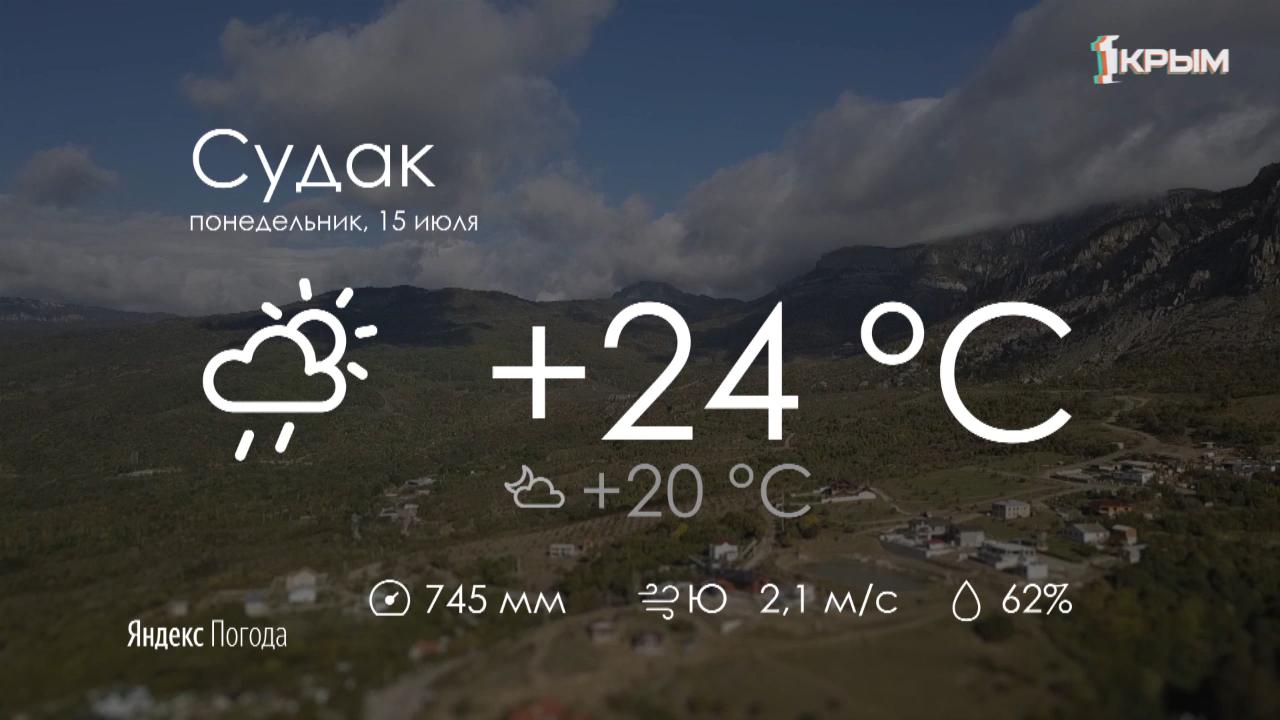 1КРЫМ
Судак
понедельник, 15 июля
+24 °C
+20 °C
745 мм Ю 2,1 м/с 62%
Яндекс Погода